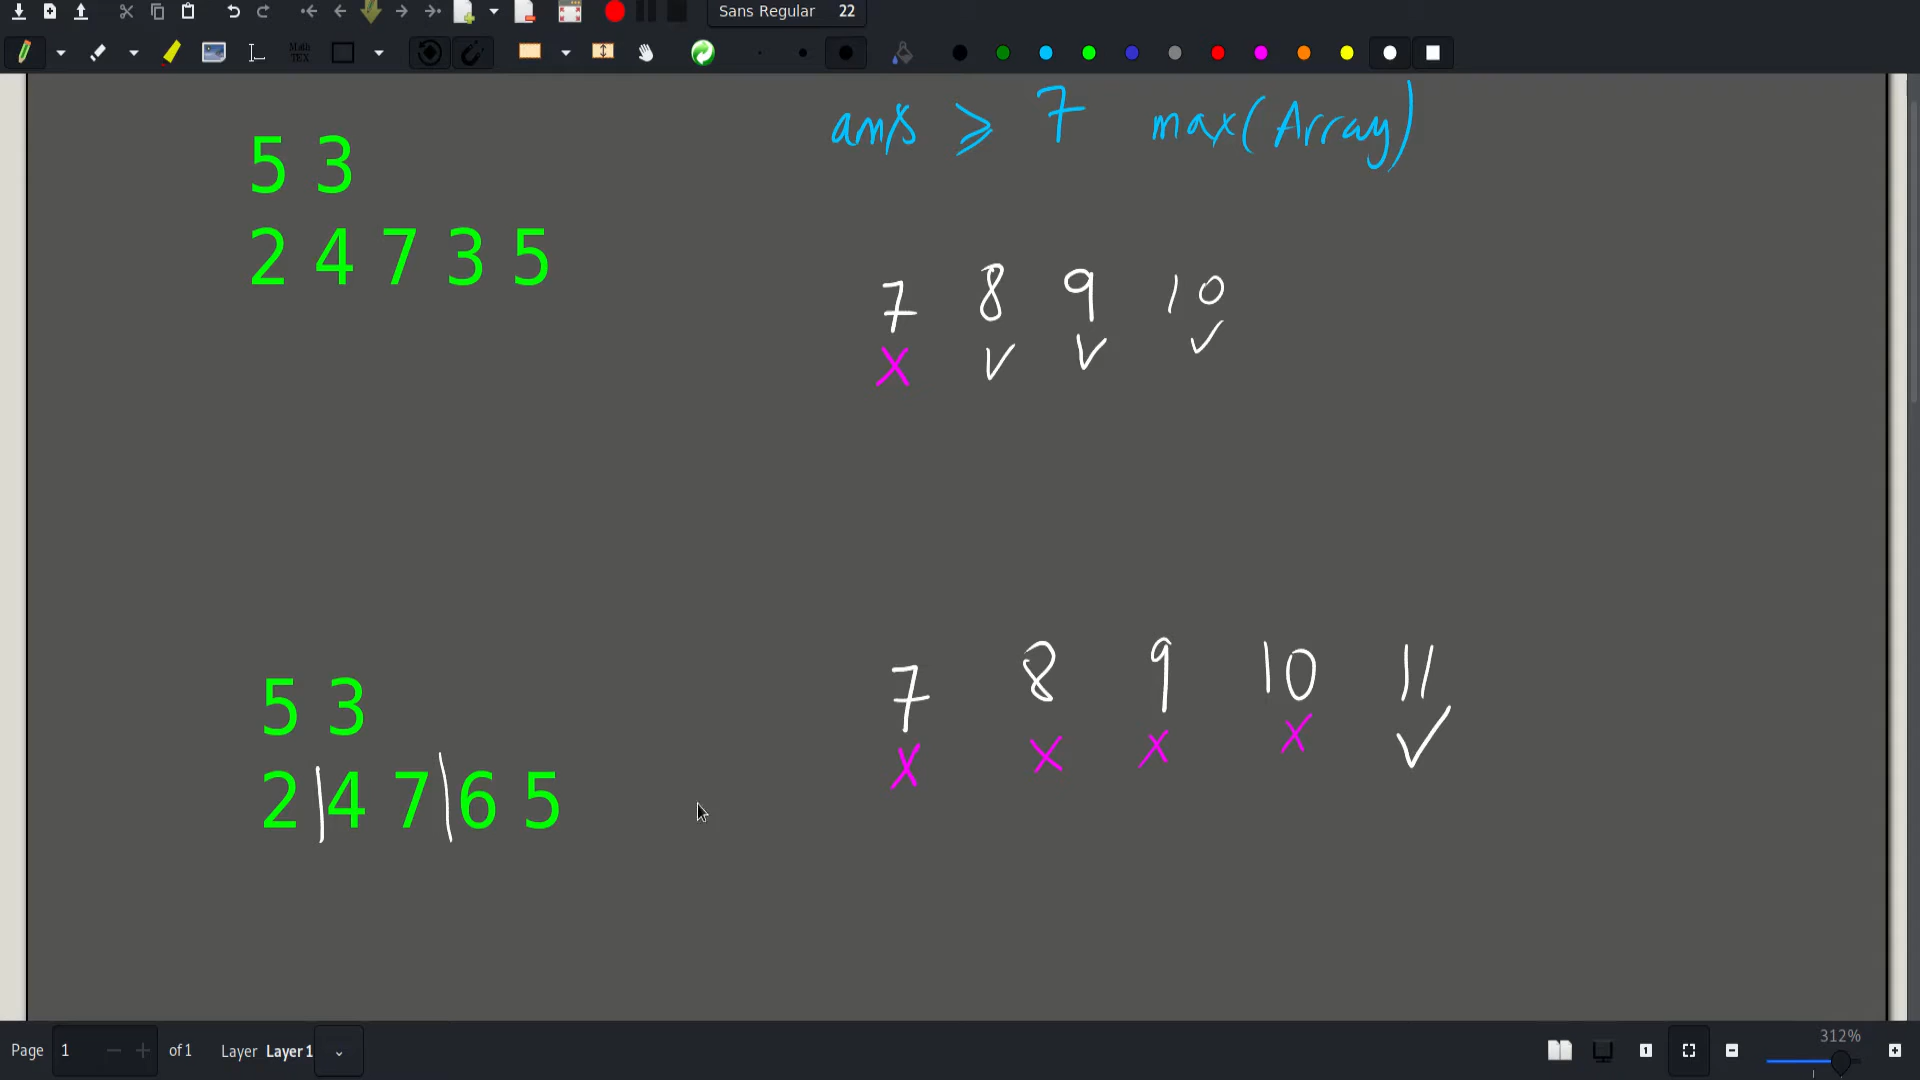 Sans Regular 22
Math TEX
ans ⩾ 7 max(Array)
5 3
2 4 7 3 5
7 8 9 10
X ✓ ✓ ✓
5 3
2 | 4 7 | 6 5
7 8 9 10 11
X X X X ✓
Page 1 of 1 Layer Layer 1
312%